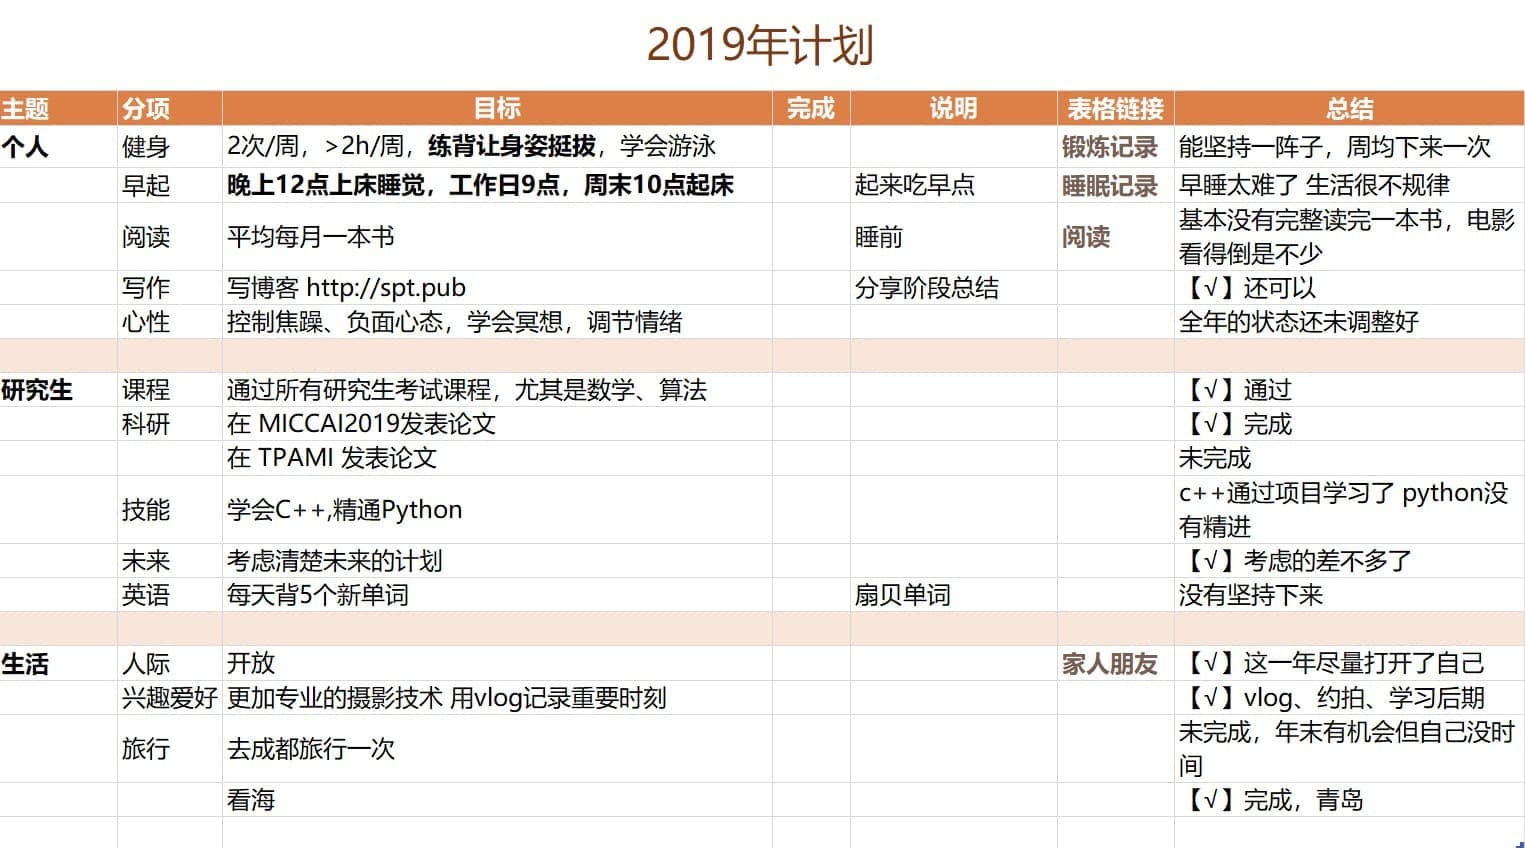 2019年计划
主题 分项 目标 完成 说明 表格链接 总结
个人 健身 2次/周，>2h/周，练背让身姿挺拔，学会游泳 锻炼记录 能坚持一阵子，周均下来一次
早起 晚上12点上床睡觉，工作日9点，周末10点起床 起来吃早点 睡眠记录 早睡太难了 生活很不规律
阅读 平均每月一本书 睡前 阅读 基本没有完整读完一本书，电影
看得倒是不少
写作 写博客 http://spt.pub 分享阶段总结 【√】还可以
心性 控制焦躁、负面心态，学会冥想，调节情绪 全年的状态还未调整好
研究生 课程 通过所有研究生考试课程，尤其是数学、算法 【√】通过
科研 在 MICCAI2019发表论文 【√】完成
在 TPAMI 发表论文 未完成
技能 学会C++,精通Python c++通过项目学习了 python没
有精进
未来 考虑清楚未来的计划 【√】考虑的差不多了
英语 每天背5个新单词 扇贝单词 没有坚持下来
生活 人际 开放 家人朋友 【√】这一年尽量打开了自己
兴趣爱好 更加专业的摄影技术 用vlog记录重要时刻 【√】vlog、约拍、学习后期
旅行 去成都旅行一次 未完成，年末有机会但自己没时
间
看海 【√】完成，青岛